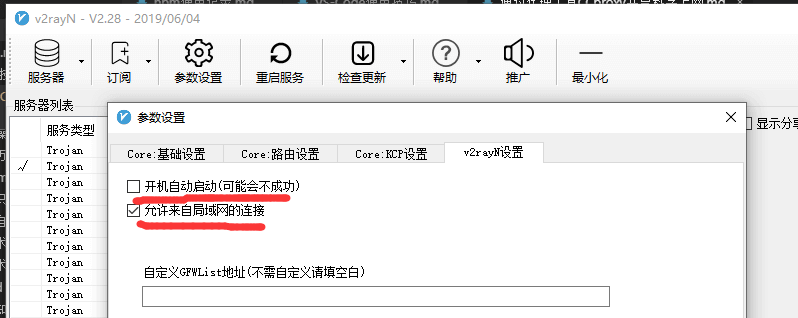 v2rayN - V2.28 - 2019/06/04
服务器
订阅
参数设置
重启服务
检查更新
帮助
推广
最小化
服务器列表
显示分享
服务类型
Trojan
Trojan
Trojan
Trojan
Trojan
Trojan
Trojan
Trojan
Trojan
参数设置
Core:基础设置
Core:路由设置
Core:KCP设置
v2rayN设置
开机自动启动(可能会不成功)
允许来自局域网的连接
自定义GFWList地址(不需自定义请填空白)